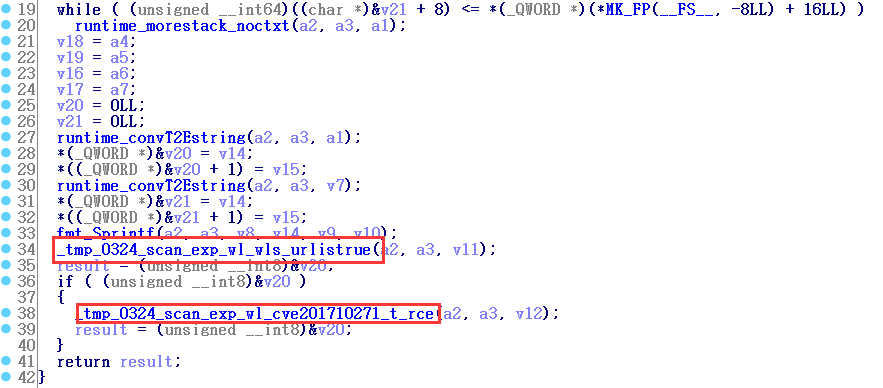 19 while ( (unsigned __int64)((char *)&v21 + 8) <= *(_QWORD *)(*MK_FP(__FS__, -8LL) + 16LL) )
20 runtime_morestack_noctxt(a2, a3, a1);
21 v18 = a4;
22 v19 = a5;
23 v16 = a6;
24 v17 = a7;
25 v20 = 0LL;
26 v21 = 0LL;
27 runtime_convT2Estring(a2, a3, a1);
28 *(_QWORD *)&v20 = v14;
29 *((_QWORD *)&v20 + 1) = v15;
30 runtime_convT2Estring(a2, a3, v7);
31 *(_QWORD *)&v21 = v14;
32 *((_QWORD *)&v21 + 1) = v15;
33 fmt_Sprintf(a2, a3, v8, v14, v9, v10);
34 _tmp_0324_scan_exp_wl_wls_urlistrue(a2, a3, v11);
35 result = (unsigned __int8)&v20;
36 if ( (unsigned __int8)&v20 )
37 {
38 _tmp_0324_scan_exp_wl_cve201710271_t_rce(a2, a3, v12);
39 result = (unsigned __int8)&v20;
40 }
41 return result;
42 }